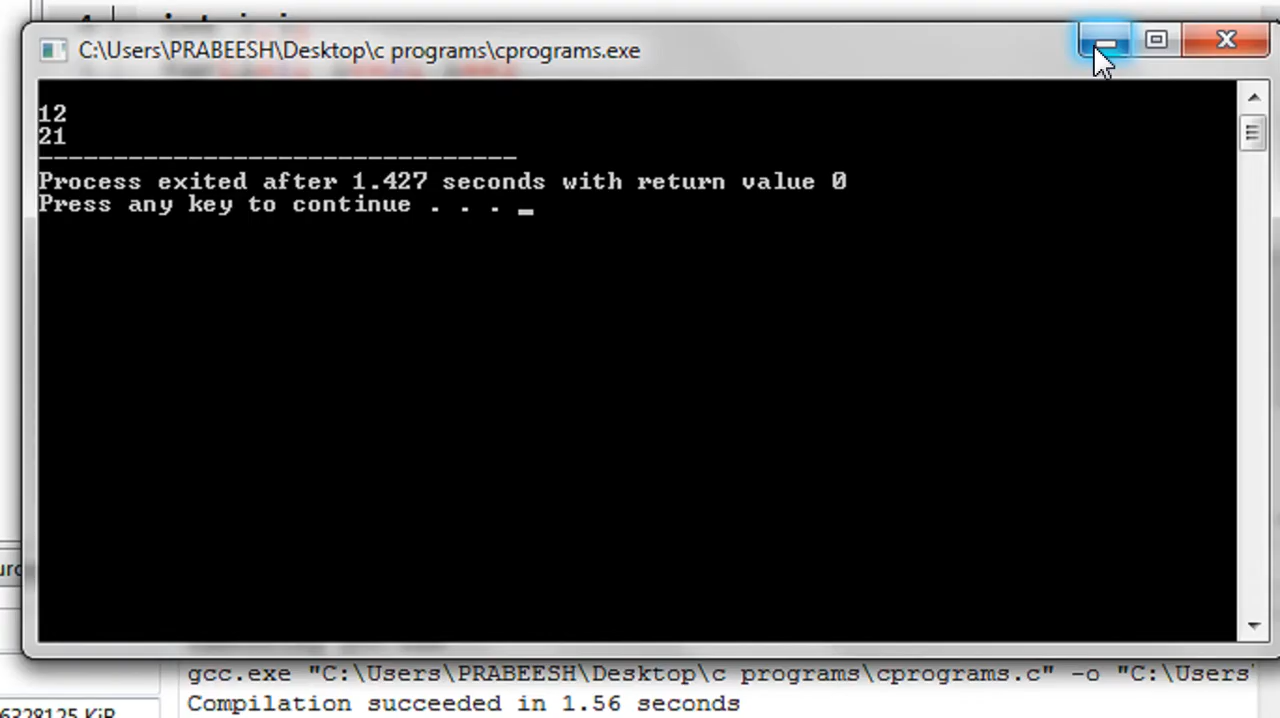 C:\Users\PRABEESH\Desktop\c programs\cprograms.exe
12
21
--------------------------------
Process exited after 1.427 seconds with return value 0
Press any key to continue . . . _
gcc.exe "C:\Users\PRABEESH\Desktop\c programs\cprograms.c" -o "C:\Users
Compilation succeeded in 1.56 seconds